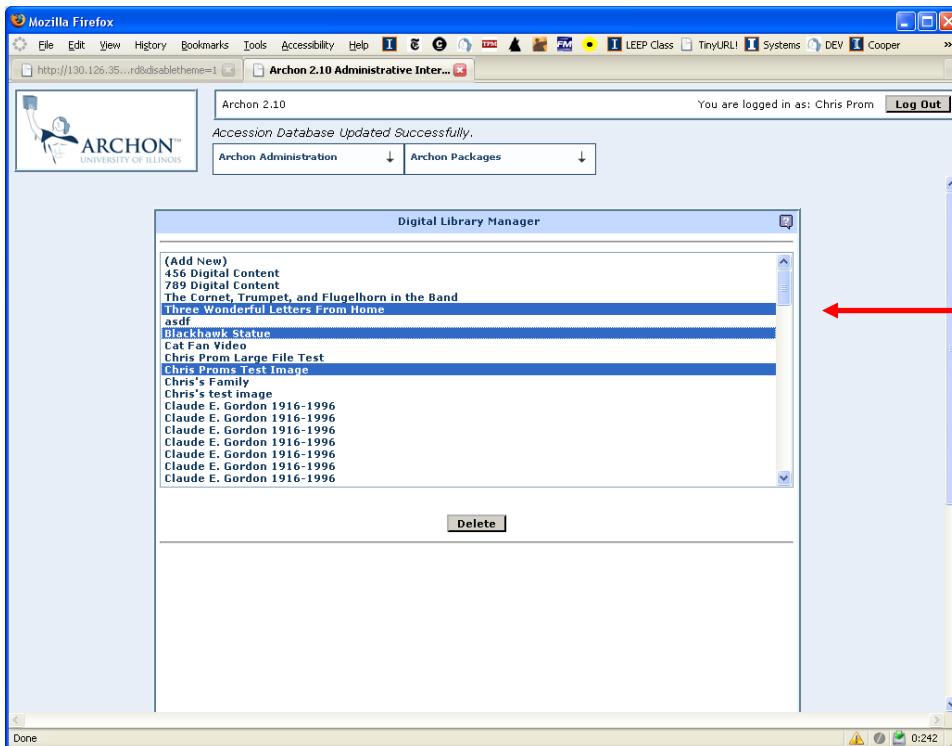 Mozilla Firefox
File Edit View History Bookmarks Tools Accessibility Help TPM FM LEEP Class TinyURL! Systems DEV Cooper »
http://130.126.35...rd&disabletheme=1 Archon 2.10 Administrative Inter...
Archon 2.10 You are logged in as: Chris Prom Log Out
ARCHON™
UNIVERSITY OF ILLINOIS
Accession Database Updated Successfully.
Archon Administration ↓ Archon Packages ↓
Digital Library Manager ?
(Add New)
456 Digital Content
789 Digital Content
The Cornet, Trumpet, and Flugelhorn in the Band
Three Wonderful Letters From Home
asdf
Blackhawk Statue
Cat Fan Video
Chris Prom Large File Test
Chris Proms Test Image
Chris's Family
Chris's test image
Claude E. Gordon 1916-1996
Claude E. Gordon 1916-1996
Claude E. Gordon 1916-1996
Claude E. Gordon 1916-1996
Claude E. Gordon 1916-1996
Claude E. Gordon 1916-1996
Claude E. Gordon 1916-1996
Delete
Done 0:242